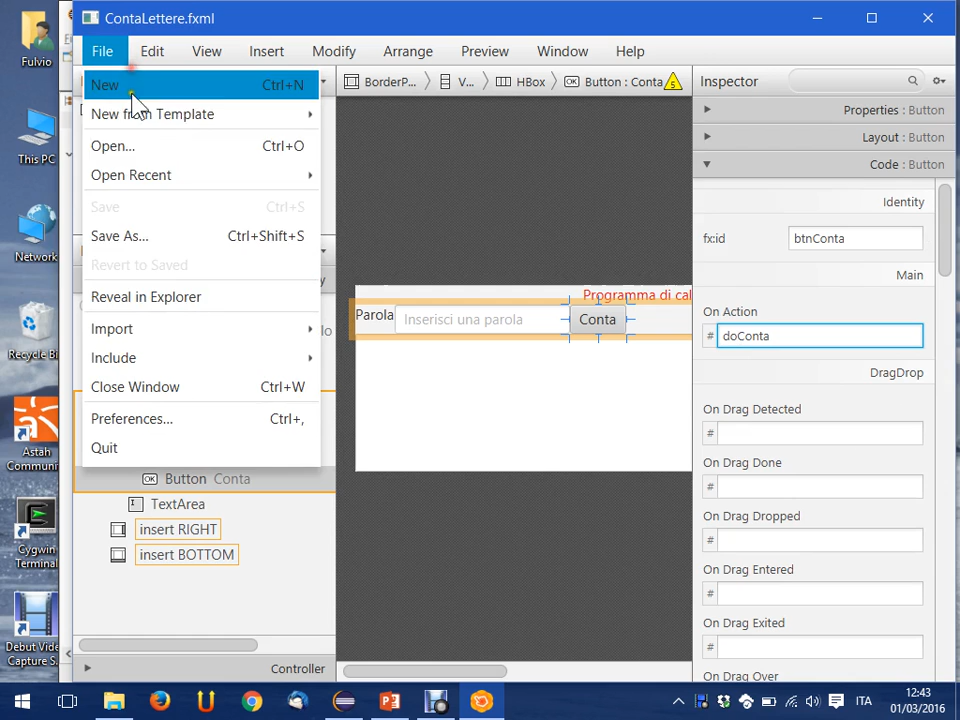 Fulvio
This PC
Network
Recycle Bi
Astah
Communi
Cygwin
Terminal
Debut Vide
Capture S...
ContaLettere.fxml
File Edit View Insert Modify Arrange Preview Window Help
New Ctrl+N
New from Template
Open... Ctrl+O
Open Recent
Save Ctrl+S
Save As... Ctrl+Shift+S
Revert to Saved
Reveal in Explorer
Import
Include
Close Window Ctrl+W
Preferences... Ctrl+,
Quit
Button Conta
TextArea
insert RIGHT
insert BOTTOM
Controller
BorderP... V... HBox Button : Conta
Programma di cal
Parola Inserisci una parola Conta
Inspector
Properties : Button
Layout : Button
Code : Button
Identity
fx:id btnConta
Main
On Action
# doConta
DragDrop
On Drag Detected
#
On Drag Done
#
On Drag Dropped
#
On Drag Entered
#
On Drag Exited
#
On Drag Over
ITA
12:43
01/03/2016